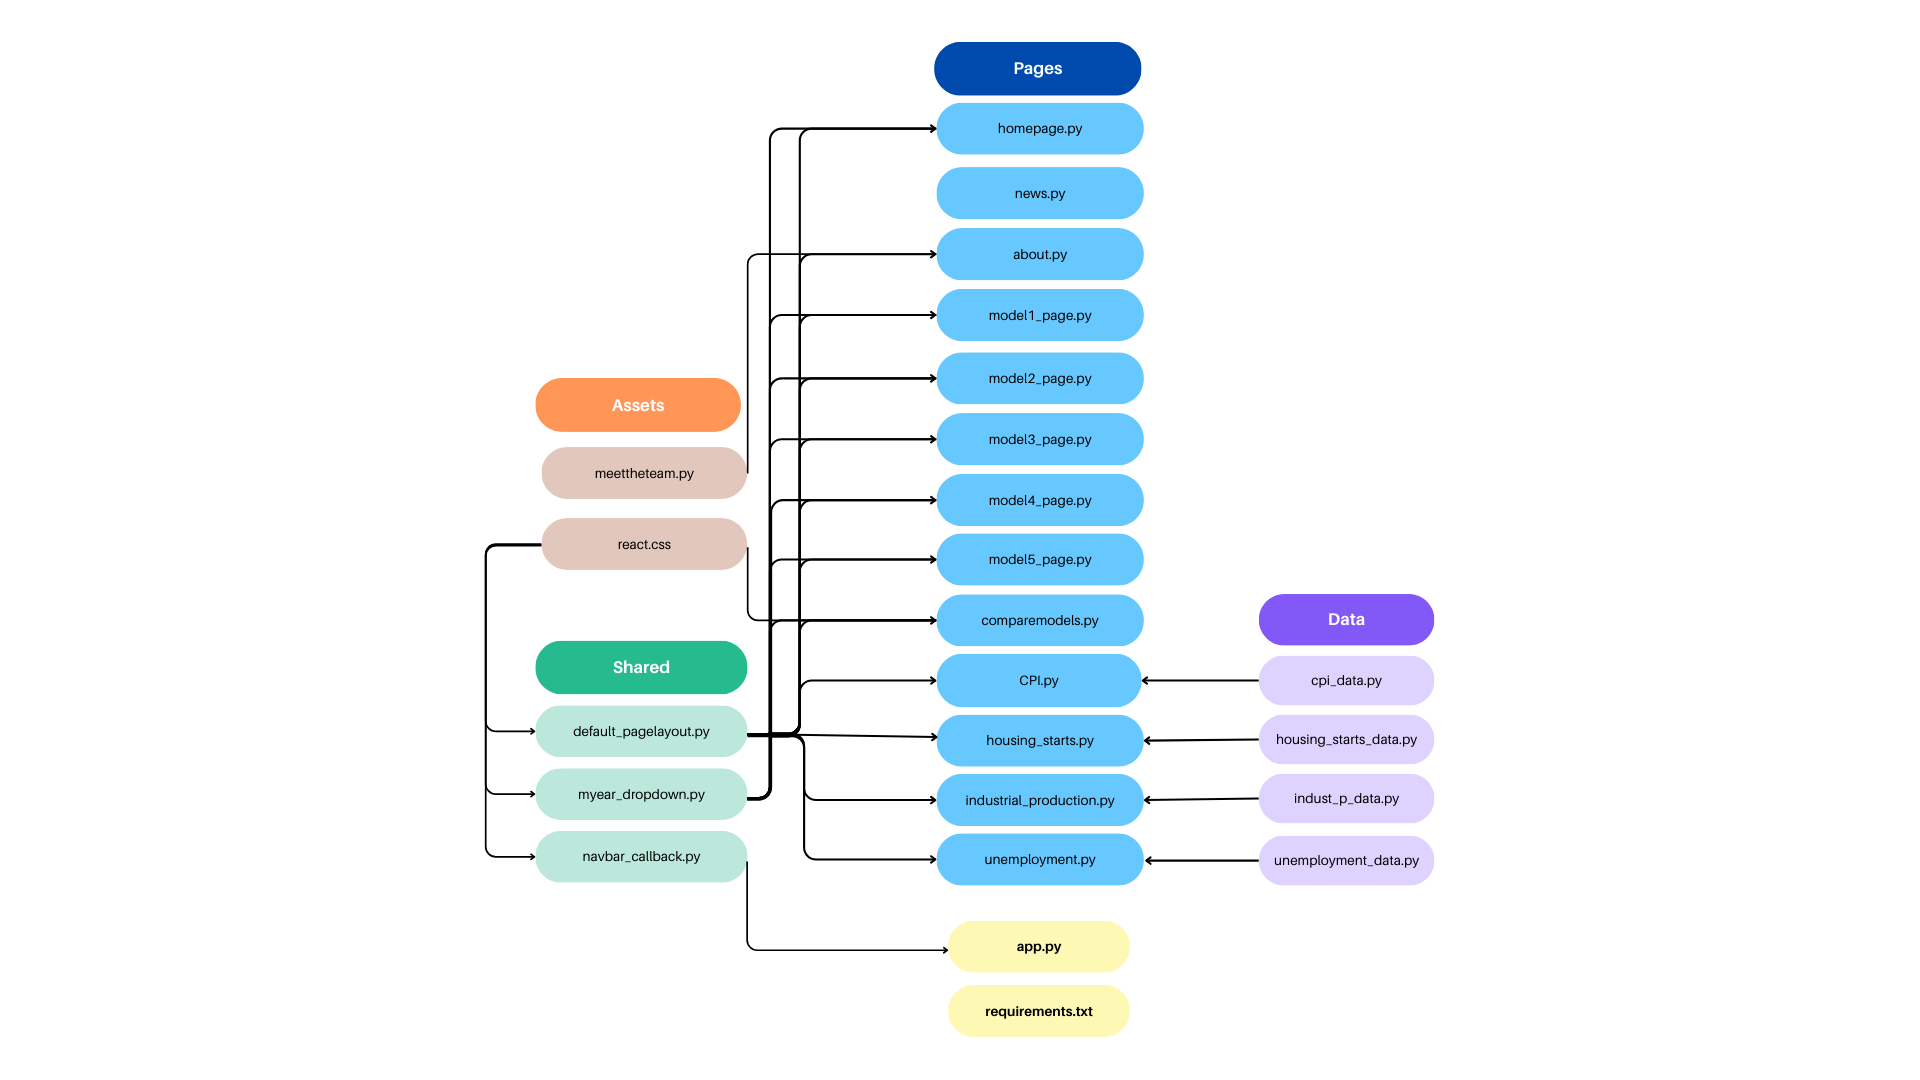 Pages
homepage.py
news.py
about.py
model1_page.py
model2_page.py
model3_page.py
model4_page.py
model5_page.py
comparemodels.py
CPI.py
housing_starts.py
industrial_production.py
unemployment.py
Assets
meettheteam.py
react.css
Shared
default_pagelayout.py
myear_dropdown.py
navbar_callback.py
Data
cpi_data.py
housing_starts_data.py
indust_p_data.py
unemployment_data.py
app.py
requirements.txt